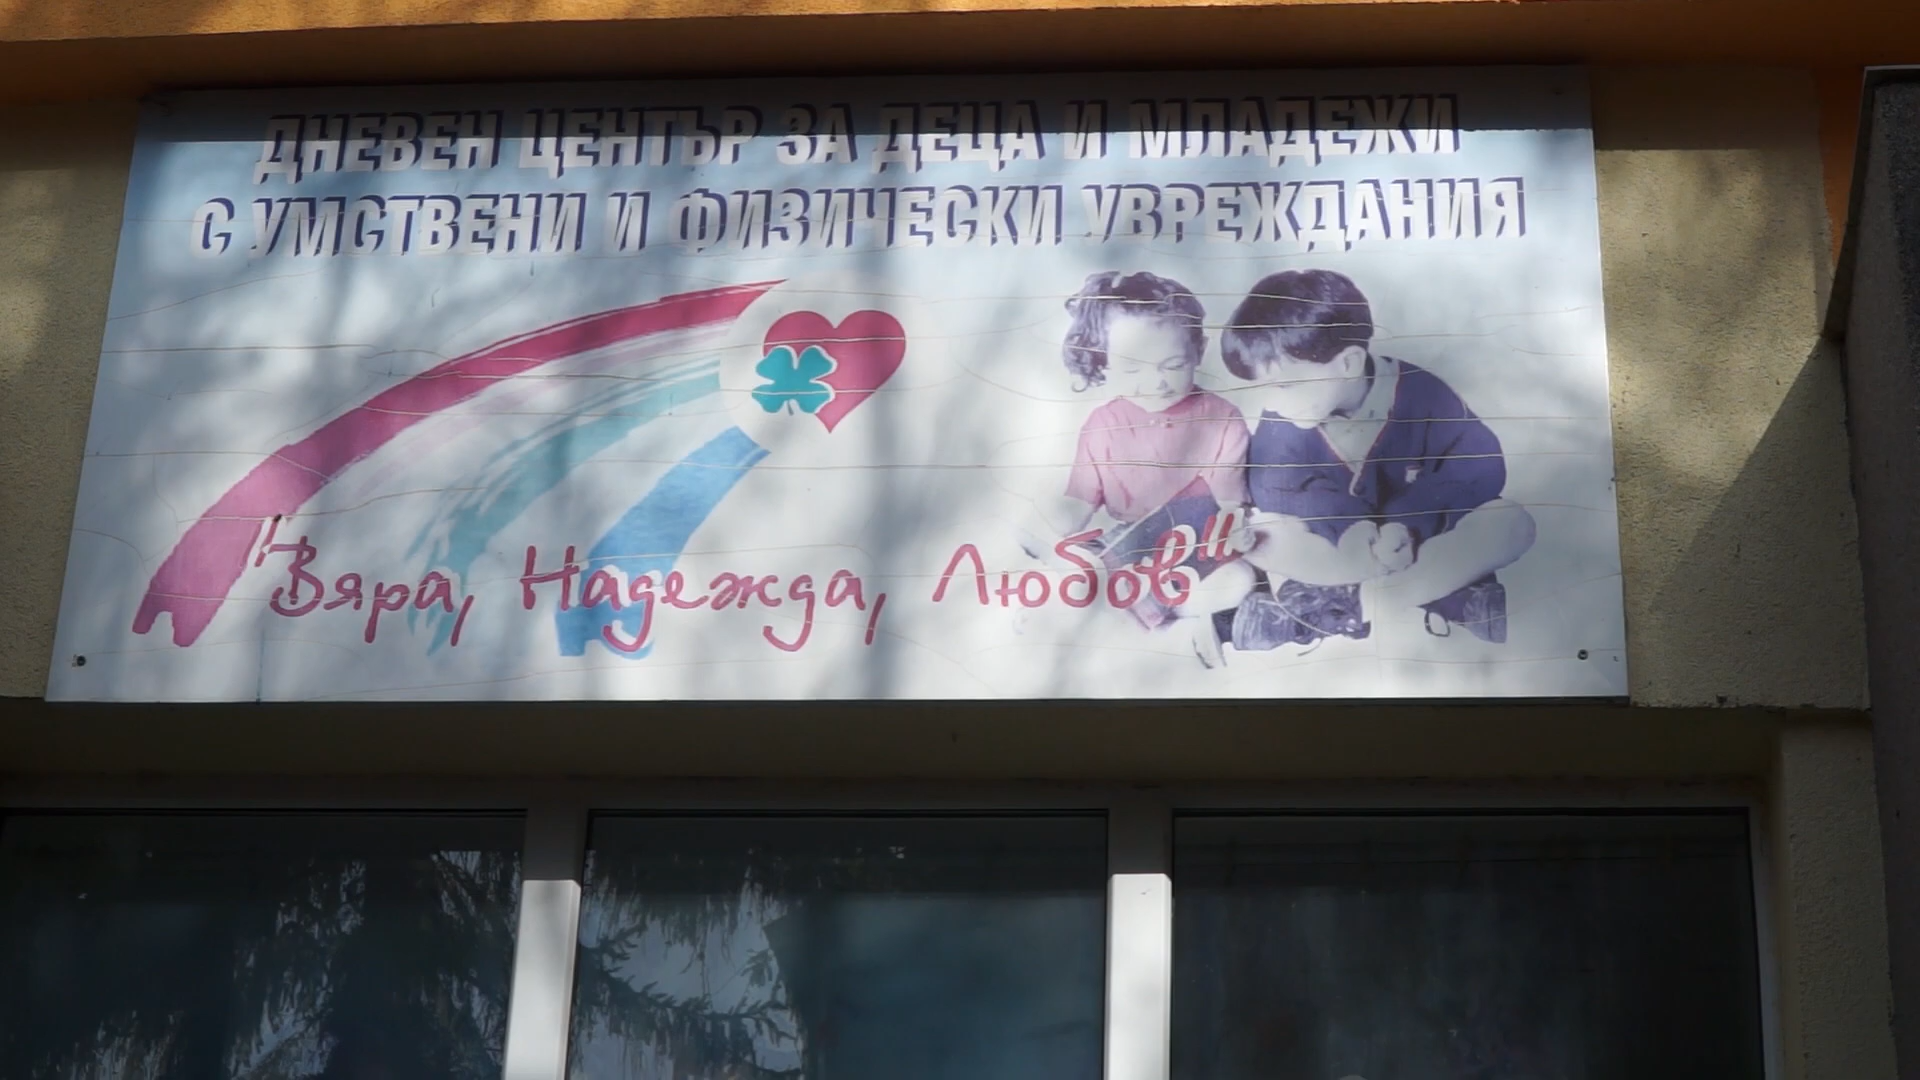 ДНЕВЕН ЦЕНТЪР ЗА ДЕЦА И МЛАДЕЖИ
С УМСТВЕНИ И ФИЗИЧЕСКИ УВРЕЖДАНИЯ
"Вяра, Надежда, Любов"